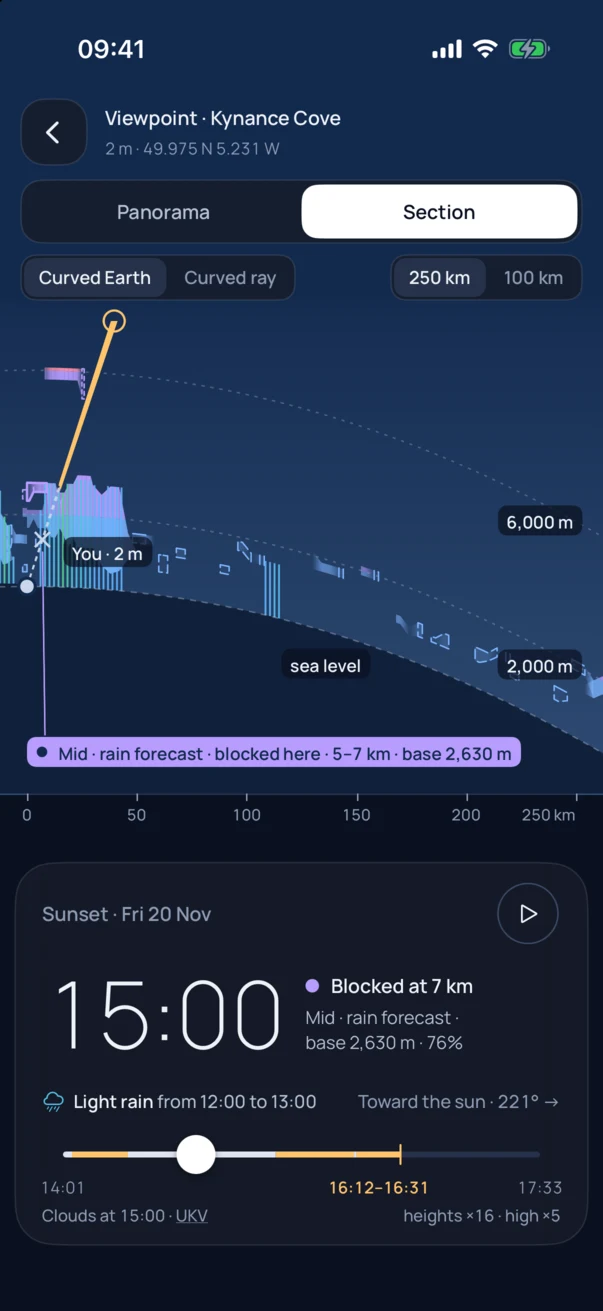 09:41
Viewpoint · Kynance Cove
2 m · 49.975 N 5.231 W
Panorama
Section
Curved Earth
Curved ray
250 km
100 km
6,000 m
You · 2 m
sea level
2,000 m
Mid · rain forecast · blocked here · 5–7 km · base 2,630 m
0
50
100
150
200
250 km
Sunset · Fri 20 Nov
15:00
Blocked at 7 km
Mid · rain forecast ·
base 2,630 m · 76%
Light rain from 12:00 to 13:00
Toward the sun · 221° →
14:01
16:12–16:31
17:33
Clouds at 15:00 · UKV
heights ×16 · high ×5